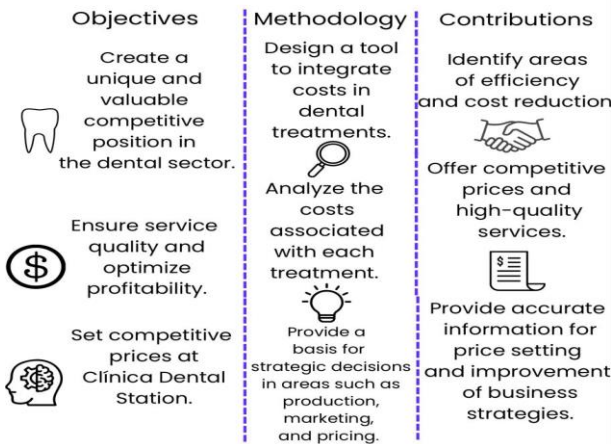 Objectives
Create a
unique and
valuable
competitive
position in
the dental sector.
Ensure service
quality and
optimize
profitability.
Set competitive
prices at
Clínica Dental
Station.
Methodology
Design a tool
to integrate
costs in
dental
treatments.
Analyze the
costs
associated
with each
treatment.
Provide a
basis for
strategic decisions
in areas such as
production,
marketing,
and pricing.
Contributions
Identify areas
of efficiency
and cost reduction
Offer competitive
prices and
high-quality
services.
Provide accurate
information for
price setting
and improvement
of business
strategies.